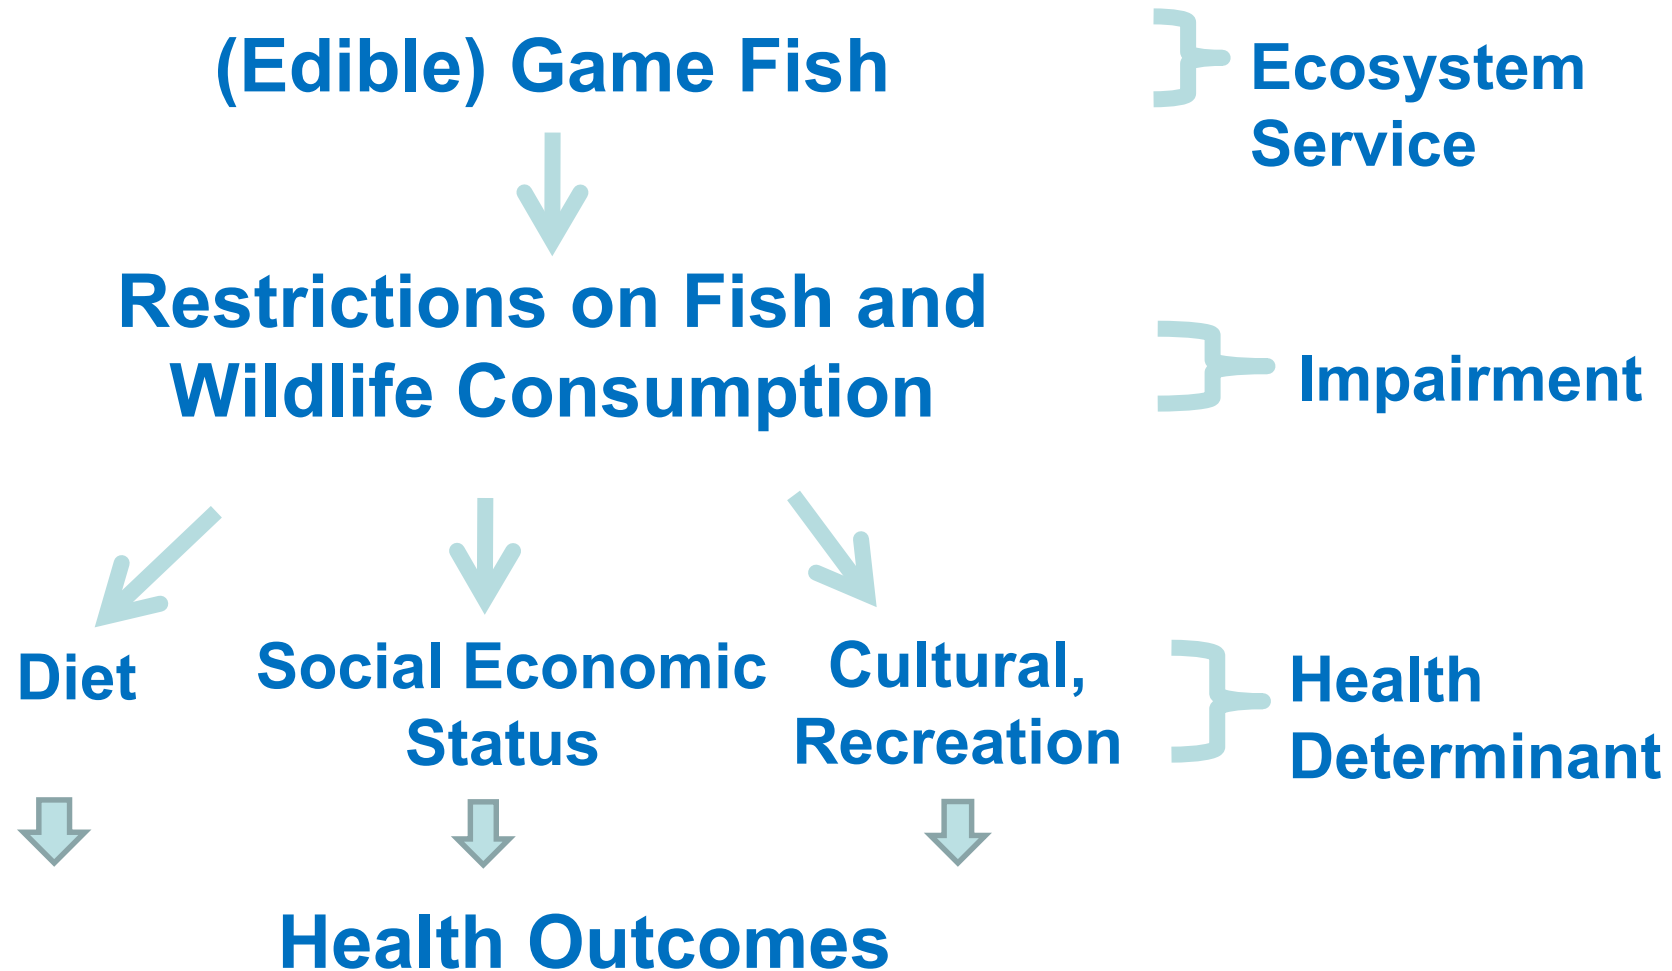 (Edible) Game Fish
Ecosystem
Service
Restrictions on Fish and
Wildlife Consumption
Impairment
Diet
Social Economic
Status
Cultural,
Recreation
Health
Determinant
Health Outcomes